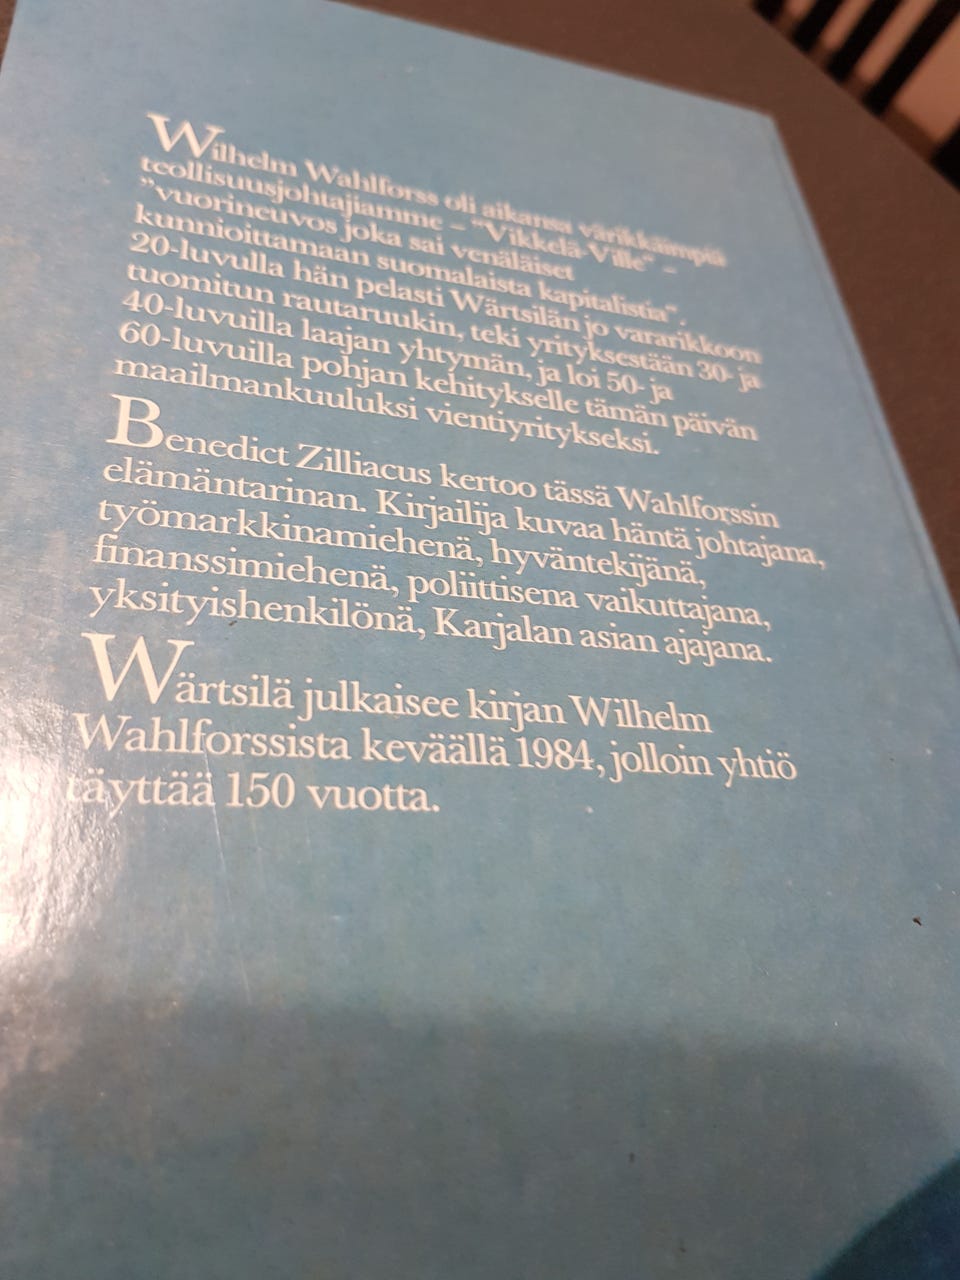 Wilhelm Wahlforss oli aikansa värikkäimpiä
teollisuusjohtajiamme – "Vikkelä-Ville" –
"vuorineuvos joka sai venäläiset
kunnioittamaan suomalaista kapitalistia".
20-luvulla hän pelasti Wärtsilän jo vararikkoon
tuomitun rautaruukin, teki yrityksestään 30- ja
40-luvuilla laajan yhtymän, ja loi 50- ja
60-luvuilla pohjan kehitykselle tämän päivän
maailmankuuluksi vientiyritykseksi.
Benedict Zilliacus kertoo tässä Wahlforssin
elämäntarinan. Kirjailija kuvaa häntä johtajana,
työmarkkinamiehenä, hyväntekijänä,
finanssimiehenä, poliittisena vaikuttajana,
yksityishenkilönä, Karjalan asian ajajana.
Wärtsilä julkaisee kirjan Wilhelm
Wahlforssista keväällä 1984, jolloin yhtiö
täyttää 150 vuotta.